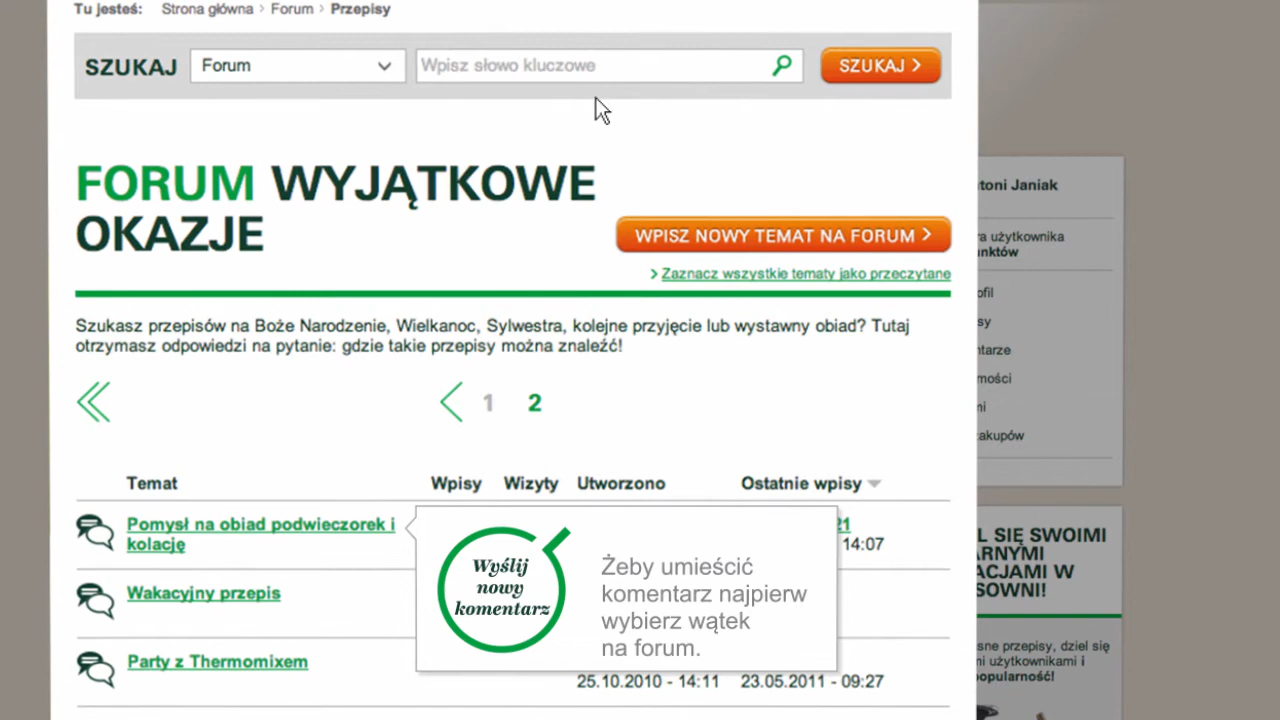 Tu jesteś: Strona główna > Forum > Przepisy
SZUKAJ Forum Wpisz słowo kluczowe SZUKAJ >
FORUM WYJĄTKOWE
OKAZJE
WPISZ NOWY TEMAT NA FORUM >
> Zaznacz wszystkie tematy jako przeczytane
Szukasz przepisów na Boże Narodzenie, Wielkanoc, Sylwestra, kolejne przyjęcie lub wystawny obiad? Tutaj
otrzymasz odpowiedzi na pytanie: gdzie takie przepisy można znaleźć!
1 2
Temat Wpisy Wizyty Utworzono Ostatnie wpisy
Pomysł na obiad podwieczorek i
kolację
21
14:07
Wakacyjny przepis
Party z Thermomixem
25.10.2010 - 14:11 23.05.2011 - 09:27
Wyślij
nowy
komentarz
Żeby umieścić
komentarz najpierw
wybierz wątek
na forum.
toni Janiak
ra użytkownika
nktów
ofil
sy
ntarze
mości
ni
zakupów
L SIĘ SWOIMI
ARNYMI
ACJAMI W
SOWNI!
sne przepisy, dziel się
mi użytkownikami i
popularność!